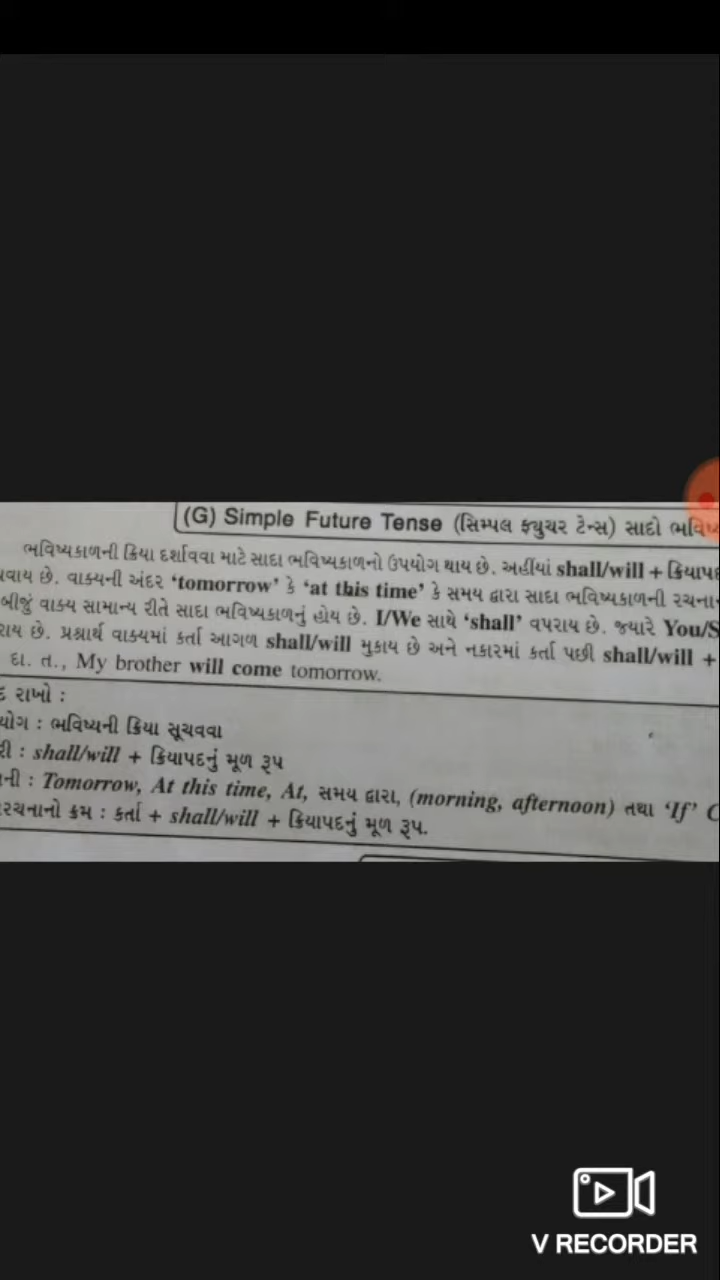 (G) Simple Future Tense (સિમ્પલ ફ્યુચર ટેન્સ) સાદો
ભવિષ્યકાળની ક્રિયા દર્શાવવા માટે સાદા ભવિષ્યકાળનો ઉપયોગ થાય છે. અહીંયાં shall/will +
છે. વાક્યની અંદર ‘tomorrow’ કે ‘at this time’ કે સમય દ્વારા સાદા ભવિષ્યકાળની
બીજું વાક્ય સામાન્ય રીતે સાદા ભવિષ્યકાળનું હોય છે. I/We સાથે ‘shall’ વપરાય છે. જ્યારે You/
છે. પ્રશ્નાર્થ વાક્યમાં કર્તા આગળ shall/will મુકાય છે અને નકારમાં કર્તા પછી shall/will +
દા. ત., My brother will come tomorrow.
રાખો :
: ભવિષ્યની ક્રિયા સૂચવવા
: shall/will + ક્રિયાપદનું મૂળ રૂપ
: Tomorrow, At this time, At, સમય દ્વારા, (morning, afternoon) તથા ‘If’
રચનાનો ક્રમ : કર્તા + shall/will + ક્રિયાપદનું મૂળ રૂપ.
V RECORDER